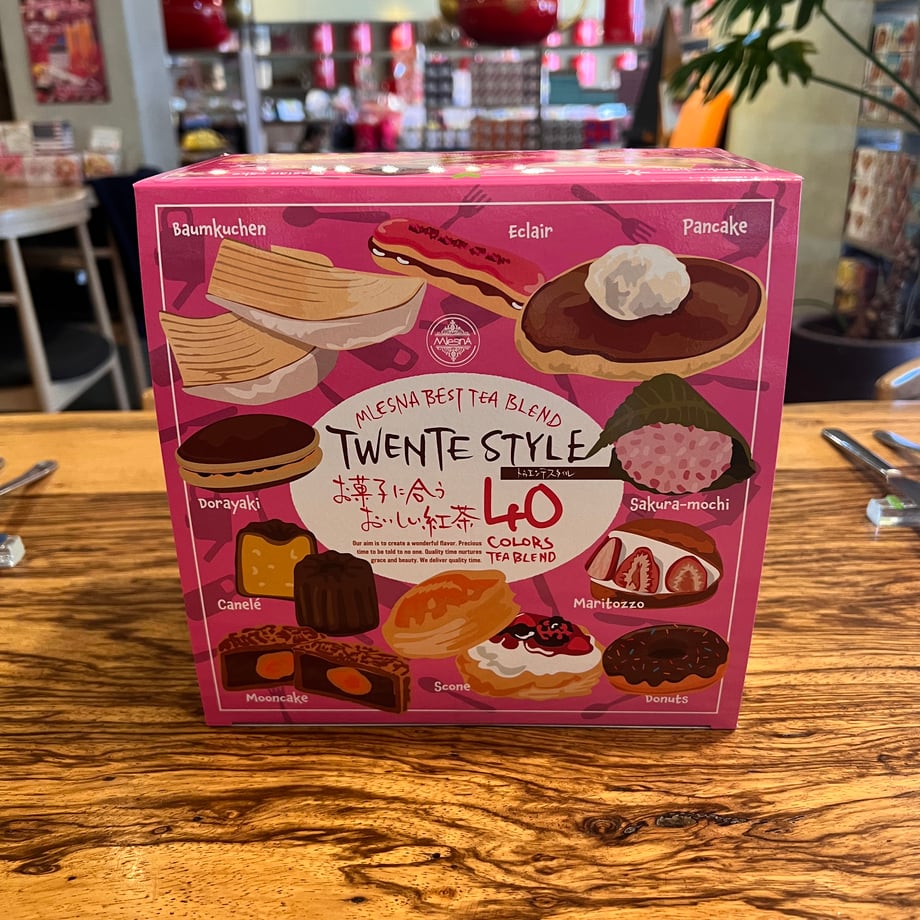 Baumkuchen
Eclair
Pancake
MlesnA
MLESNA BEST TEA BLEND
TWENTE STYLE
トゥエンテスタイル
お菓子に合う
おいしい紅茶
40
COLORS
TEA BLEND
Our aim is to create a wonderful flavor. Precious
time to be told to no one. Quality time nurtures
grace and beauty. We deliver quality time.
Dorayaki
Sakura-mochi
Canelé
Maritozzo
Mooncake
Scone
Donuts